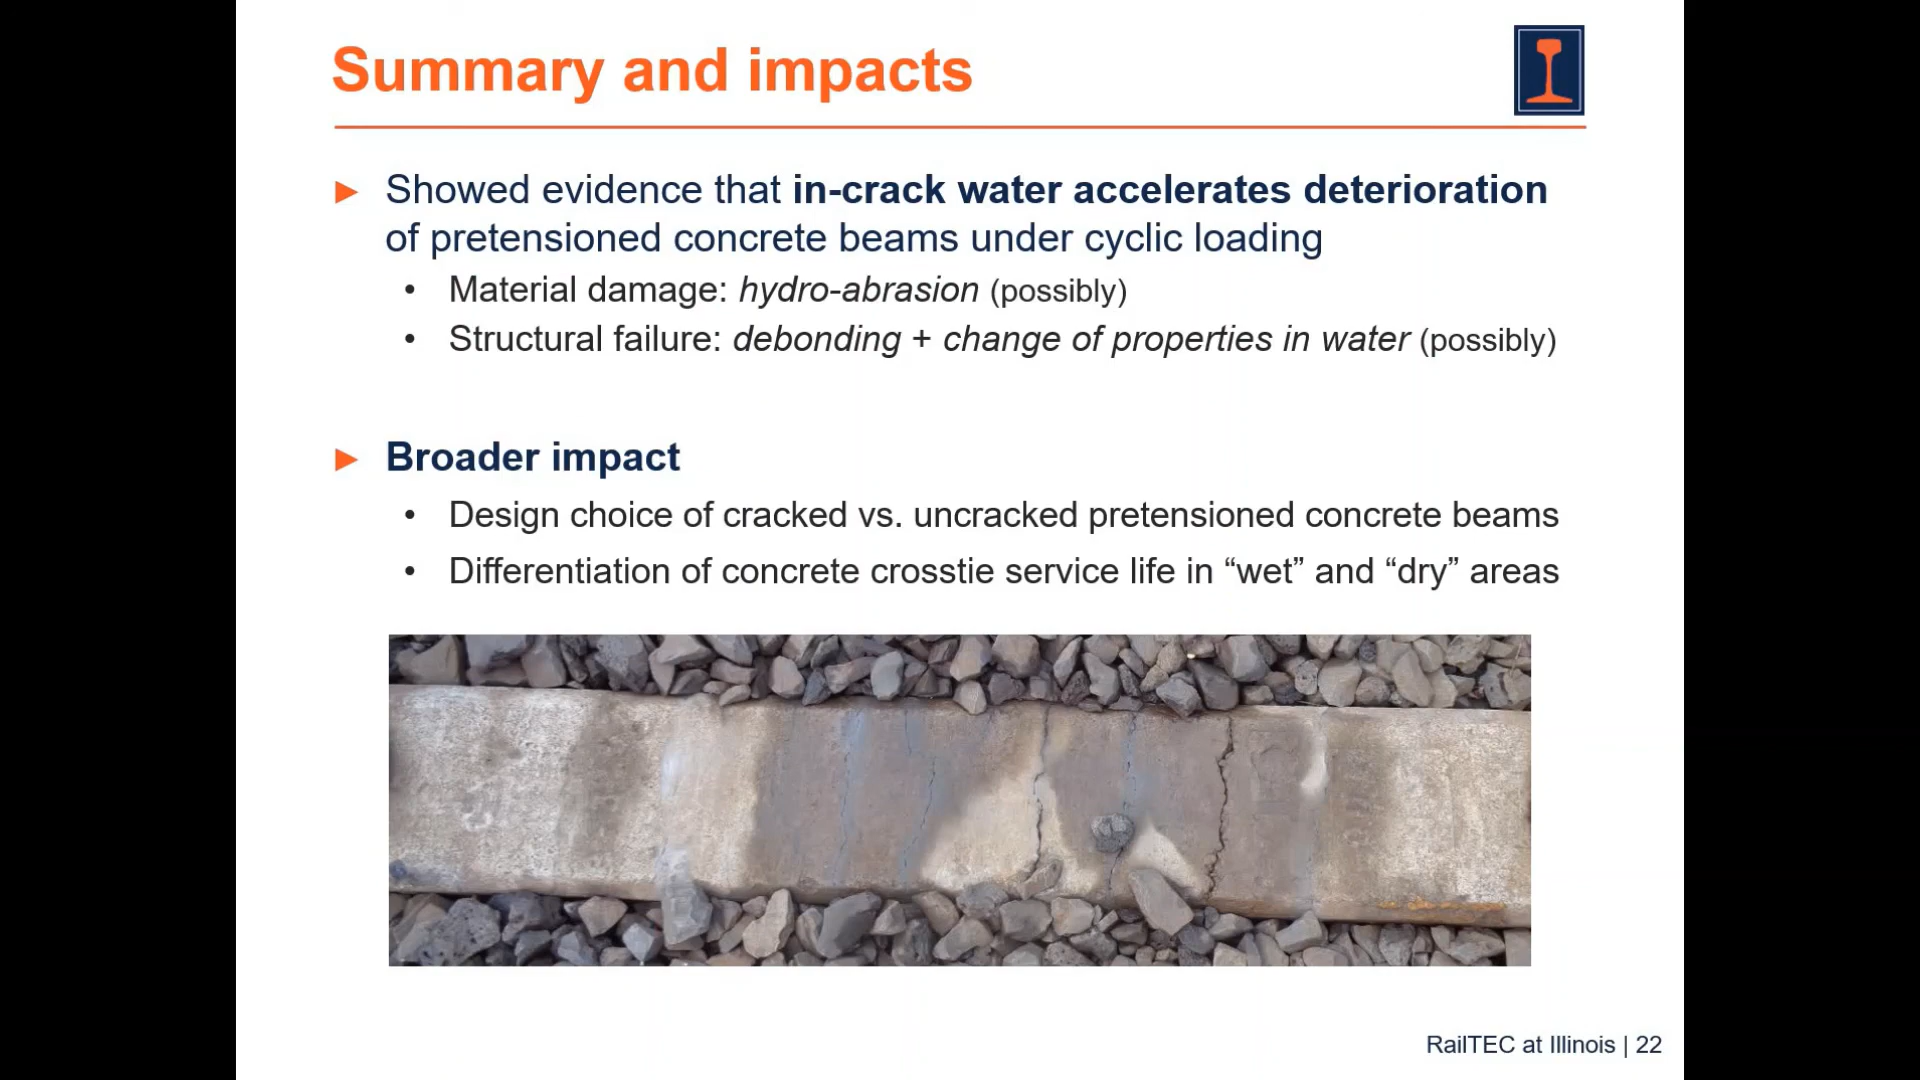 Summary and impacts
► Showed evidence that in-crack water accelerates deterioration
of pretensioned concrete beams under cyclic loading
• Material damage: hydro-abrasion (possibly)
• Structural failure: debonding + change of properties in water (possibly)
► Broader impact
• Design choice of cracked vs. uncracked pretensioned concrete beams
• Differentiation of concrete crosstie service life in “wet” and “dry” areas
RailTEC at Illinois | 22